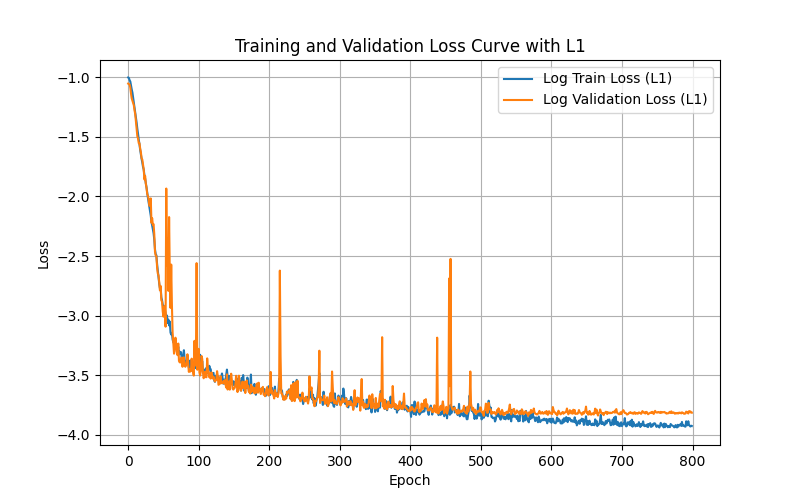 Training and Validation Loss Curve with L1
Log Train Loss (L1)
Log Validation Loss (L1)
Loss
−1.0
−1.5
−2.0
−2.5
−3.0
−3.5
−4.0
0 100 200 300 400 500 600 700 800
Epoch